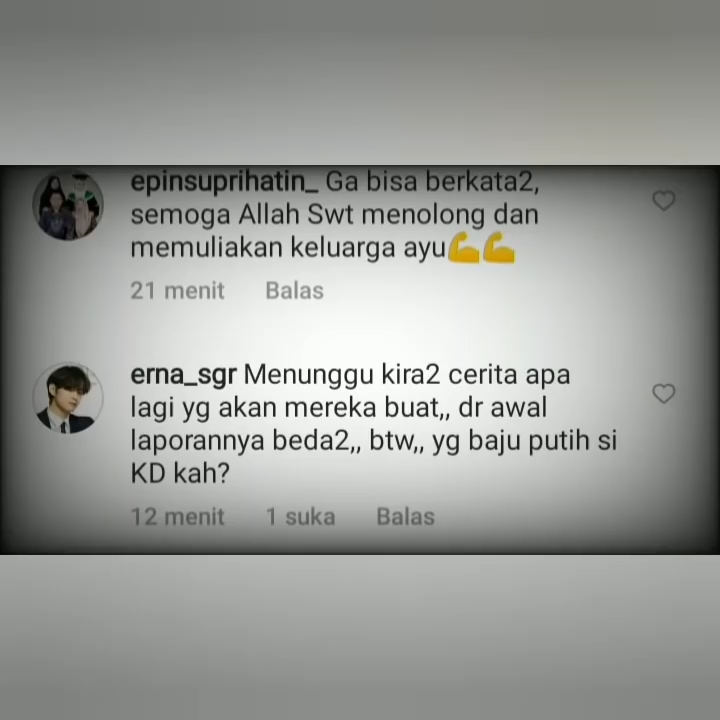 epinsuprihatin_ Ga bisa berkata2,
semoga Allah Swt menolong dan
memuliakan keluarga ayu💪💪
21 menit Balas
erna_sgr Menunggu kira2 cerita apa
lagi yg akan mereka buat,, dr awal
laporannya beda2,, btw,, yg baju putih si
KD kah?
12 menit 1 suka Balas